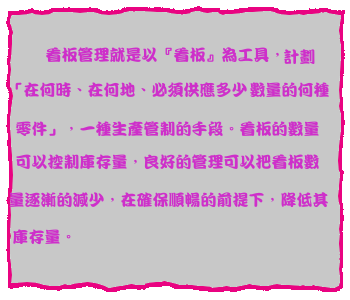 看板管理就是以『看板』為工具，計劃
「在何時、在何地、必須供應多少數量的何種
零件」，一種生產管制的手段。看板的數量
可以控制庫存量，良好的管理可以把看板數
量逐漸的減少，在確保順暢的前提下，降低其
庫存量。